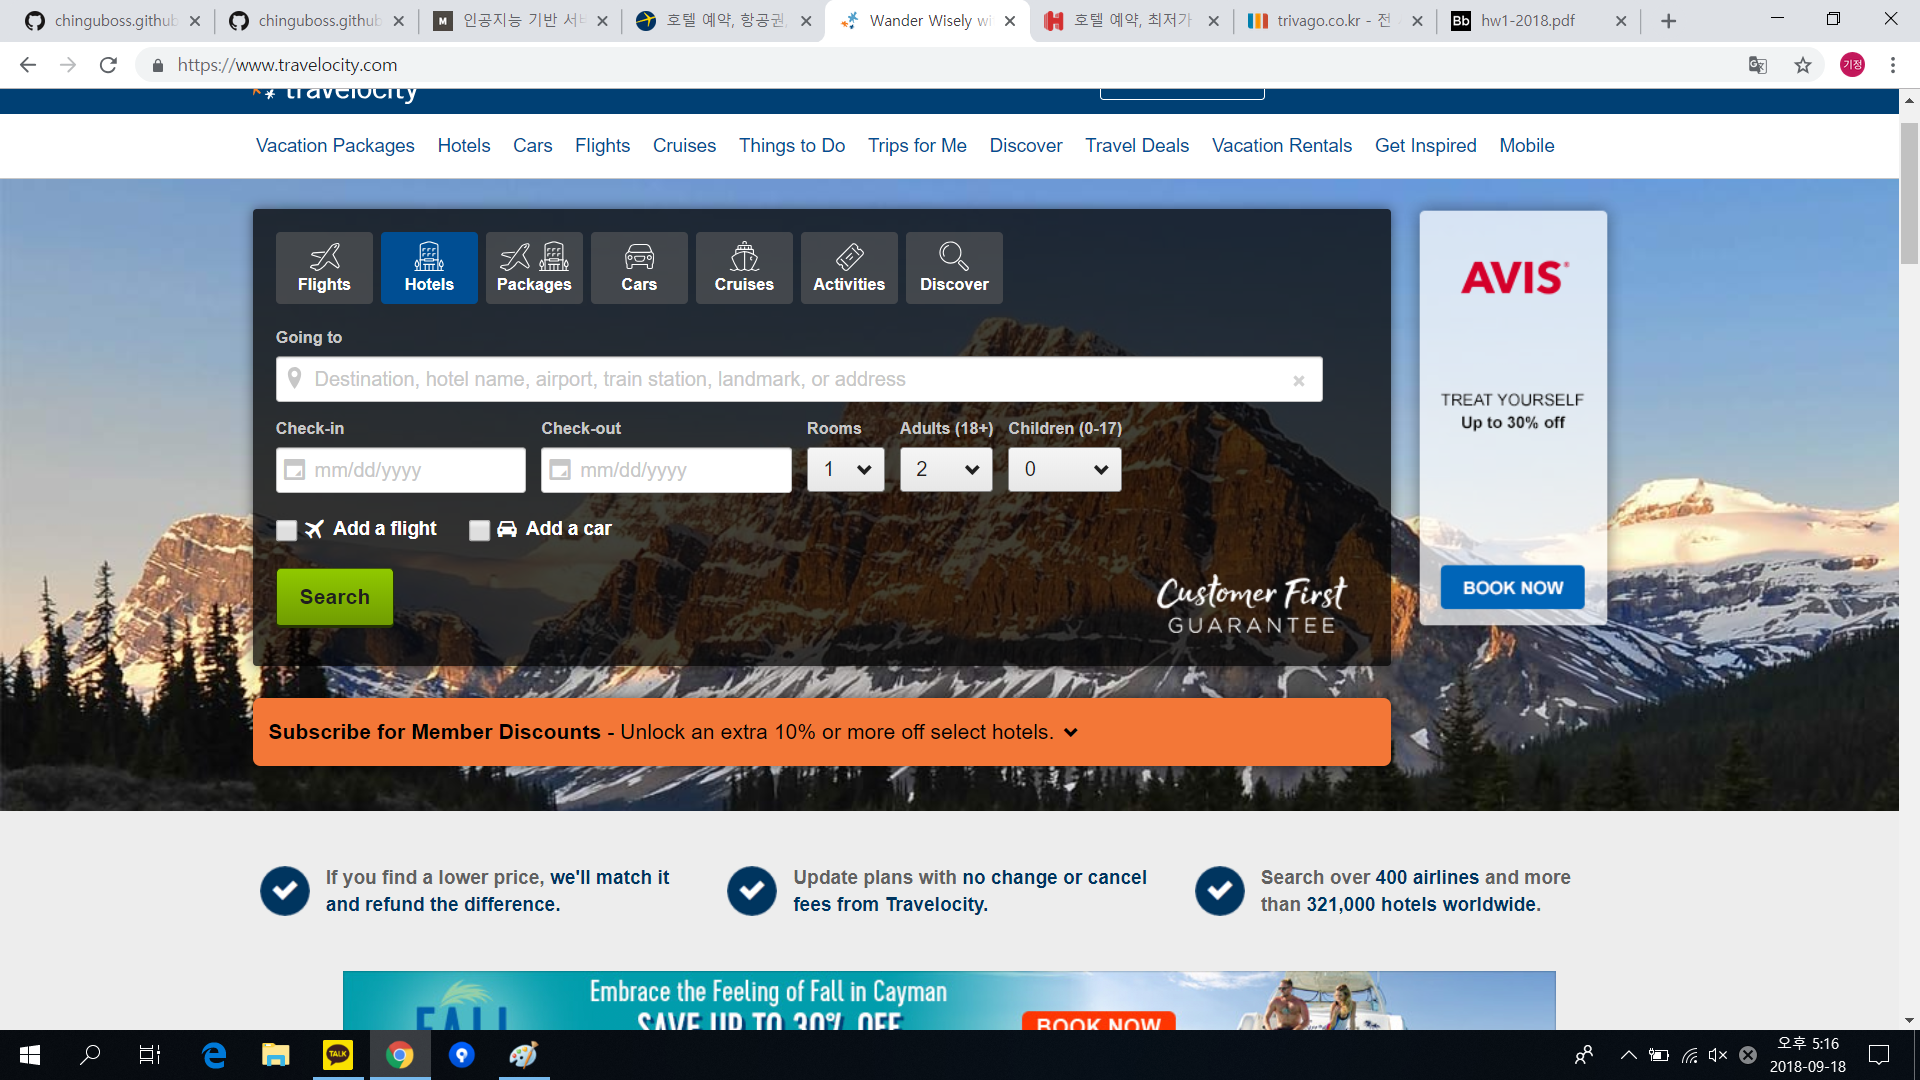 chinguboss.github
chinguboss.github
M 인공지능 기반 서비
호텔 예약, 항공권,
Wander Wisely wi
호텔 예약, 최저가
trivago.co.kr - 전
Bb hw1-2018.pdf
https://www.travelocity.com
기정
travelocity
Vacation Packages Hotels Cars Flights Cruises Things to Do Trips for Me Discover Travel Deals Vacation Rentals Get Inspired Mobile
Flights Hotels Packages Cars Cruises Activities Discover
Going to
Destination, hotel name, airport, train station, landmark, or address
Check-in Check-out Rooms Adults (18+) Children (0-17)
mm/dd/yyyy mm/dd/yyyy 1 2 0
Add a flight Add a car
Search
Customer First
GUARANTEE
AVIS
TREAT YOURSELF
Up to 30% off
BOOK NOW
Subscribe for Member Discounts - Unlock an extra 10% or more off select hotels.
If you find a lower price, we'll match it
and refund the difference.
Update plans with no change or cancel
fees from Travelocity.
Search over 400 airlines and more
than 321,000 hotels worldwide.
FALL
Embrace the Feeling of Fall in Cayman
SAVE UP TO 30% OFF
BOOK NOW
TALK
오후 5:16
2018-09-18